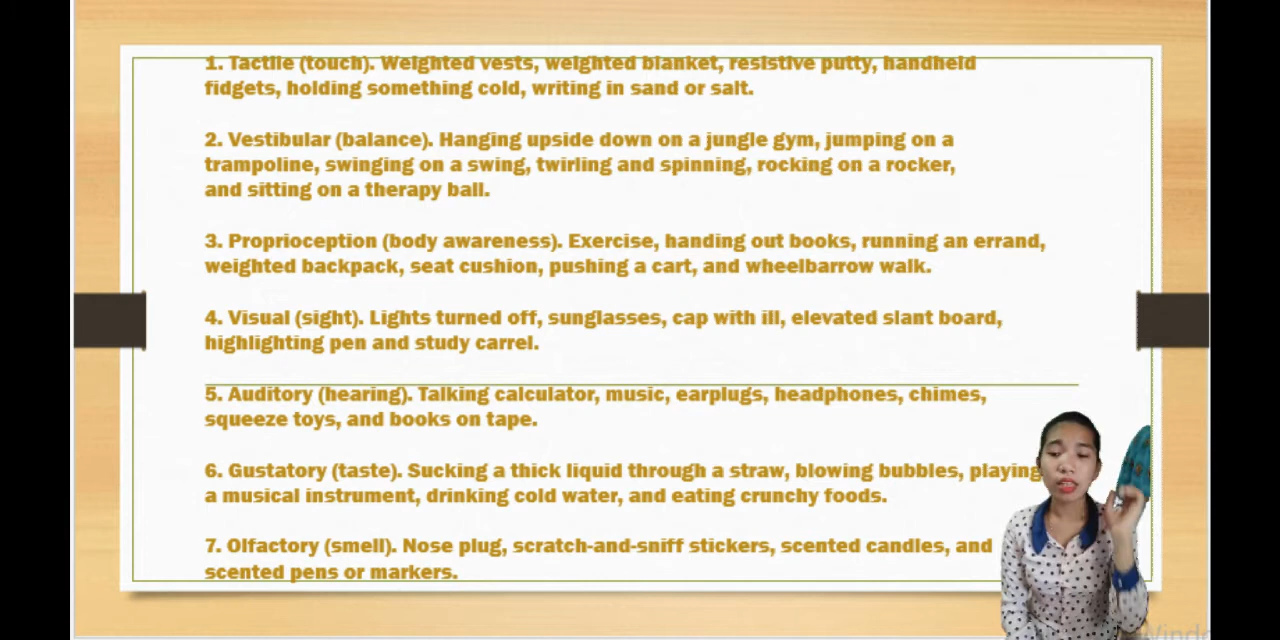 1. Tactile (touch). Weighted vests, weighted blanket, resistive putty, handheld
fidgets, holding something cold, writing in sand or salt.
2. Vestibular (balance). Hanging upside down on a jungle gym, jumping on a
trampoline, swinging on a swing, twirling and spinning, rocking on a rocker,
and sitting on a therapy ball.
3. Proprioception (body awareness). Exercise, handing out books, running an errand,
weighted backpack, seat cushion, pushing a cart, and wheelbarrow walk.
4. Visual (sight). Lights turned off, sunglasses, cap with ill, elevated slant board,
highlighting pen and study carrel.
5. Auditory (hearing). Talking calculator, music, earplugs, headphones, chimes,
squeeze toys, and books on tape.
6. Gustatory (taste). Sucking a thick liquid through a straw, blowing bubbles, playing
a musical instrument, drinking cold water, and eating crunchy foods.
7. Olfactory (smell). Nose plug, scratch-and-sniff stickers, scented candles, and
scented pens or markers.